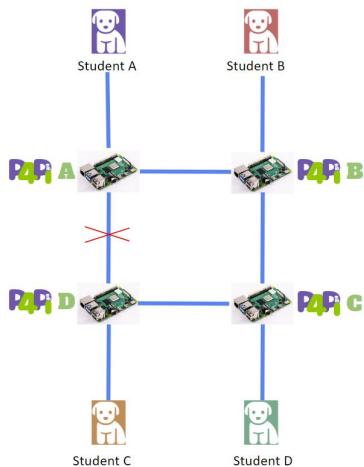 Student A
Student B
P4Pi A
P4Pi B
P4Pi D
P4Pi C
Student C
Student D